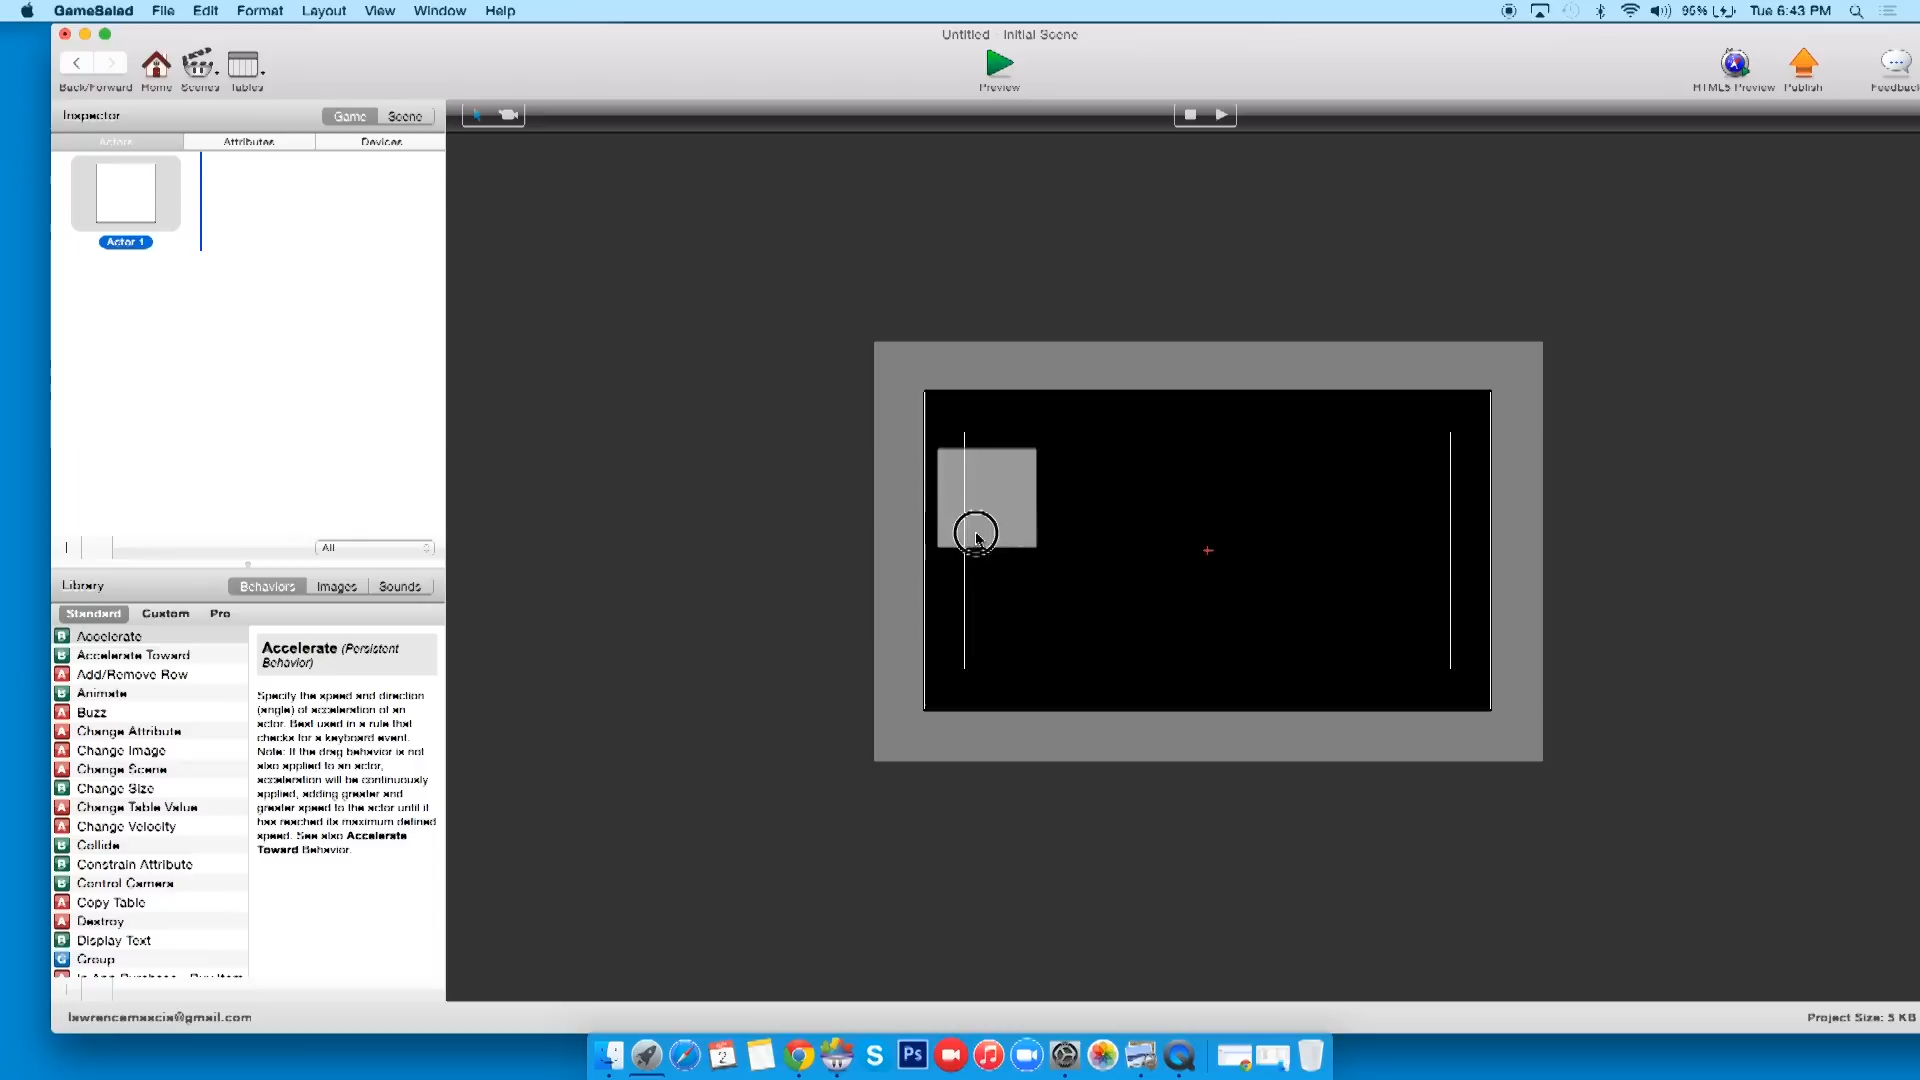 GameSalad File Edit Format Layout View Window Help 95% Tue 6:43 PM
Untitled - Initial Scene
Back/Forward Home Scenes Tables Preview HTML5 Preview Publish Feedback
Inspector Game Scene
Actors Attributes Devices
Actor 1
All
Library Behaviors Images Sounds
Standard Custom Pro
Accelerate
Accelerate Toward
Add/Remove Row
Animate
Buzz
Change Attribute
Change Image
Change Scene
Change Size
Change Table Value
Change Velocity
Collide
Constrain Attribute
Control Camera
Copy Table
Destroy
Display Text
Group
Accelerate (Persistent
Behavior)
Specify the speed and direction
(angle) of acceleration of an
actor. Best used in a rule that
checks for a keyboard event.
Note: If the drag behavior is not
also applied to an actor,
acceleration will be continuously
applied, adding greater and
greater speed to the actor until it
has reached its maximum defined
speed. See also Accelerate
Toward Behavior.
Project Size: 5 KB
2
S
Ps